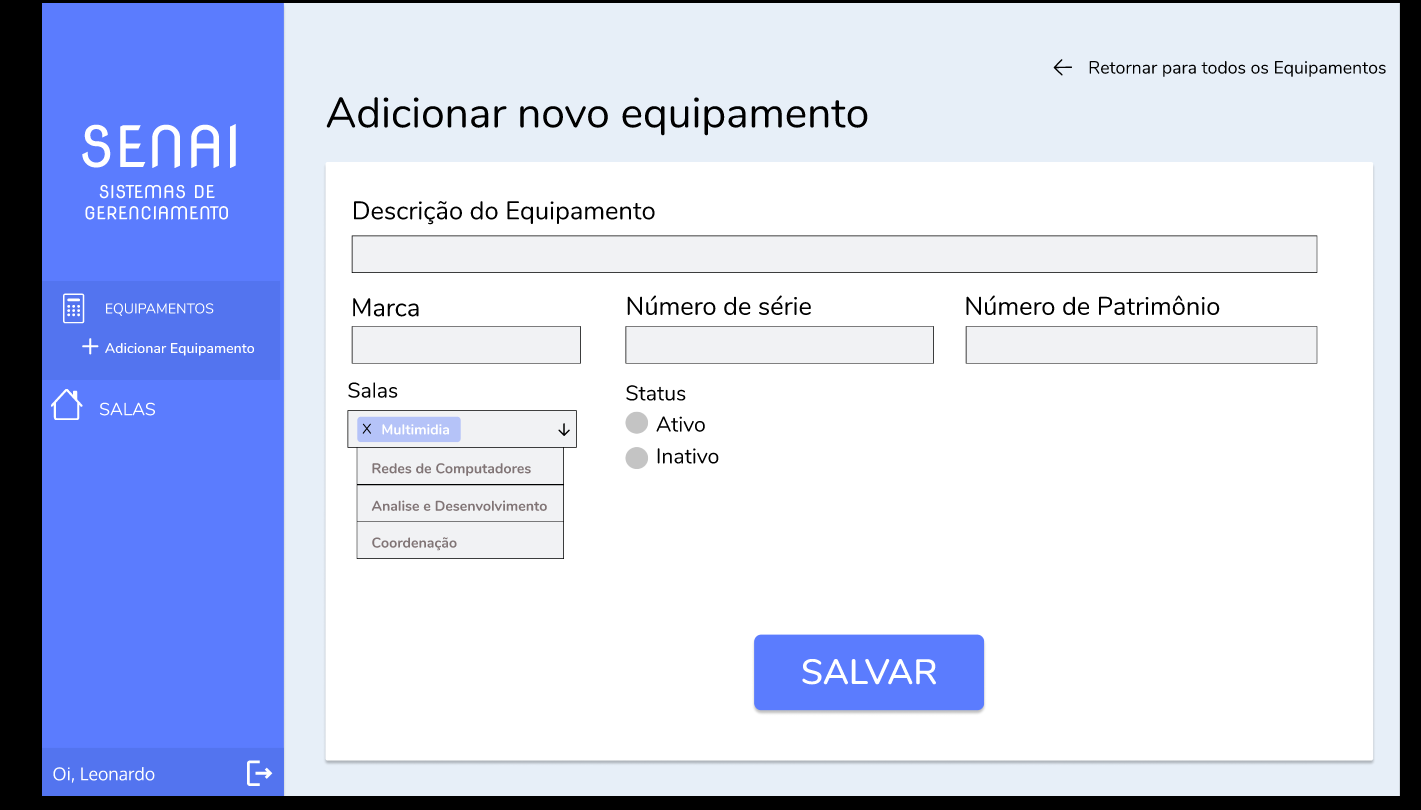 SENAI
SISTEMAS DE
GERENCIAMENTO
EQUIPAMENTOS
Adicionar Equipamento
SALAS
Oi, Leonardo
Retornar para todos os Equipamentos
Adicionar novo equipamento
Descrição do Equipamento
Marca
Número de série
Número de Patrimônio
Salas
X Multimidia
Redes de Computadores
Analise e Desenvolvimento
Coordenação
Status
Ativo
Inativo
SALVAR